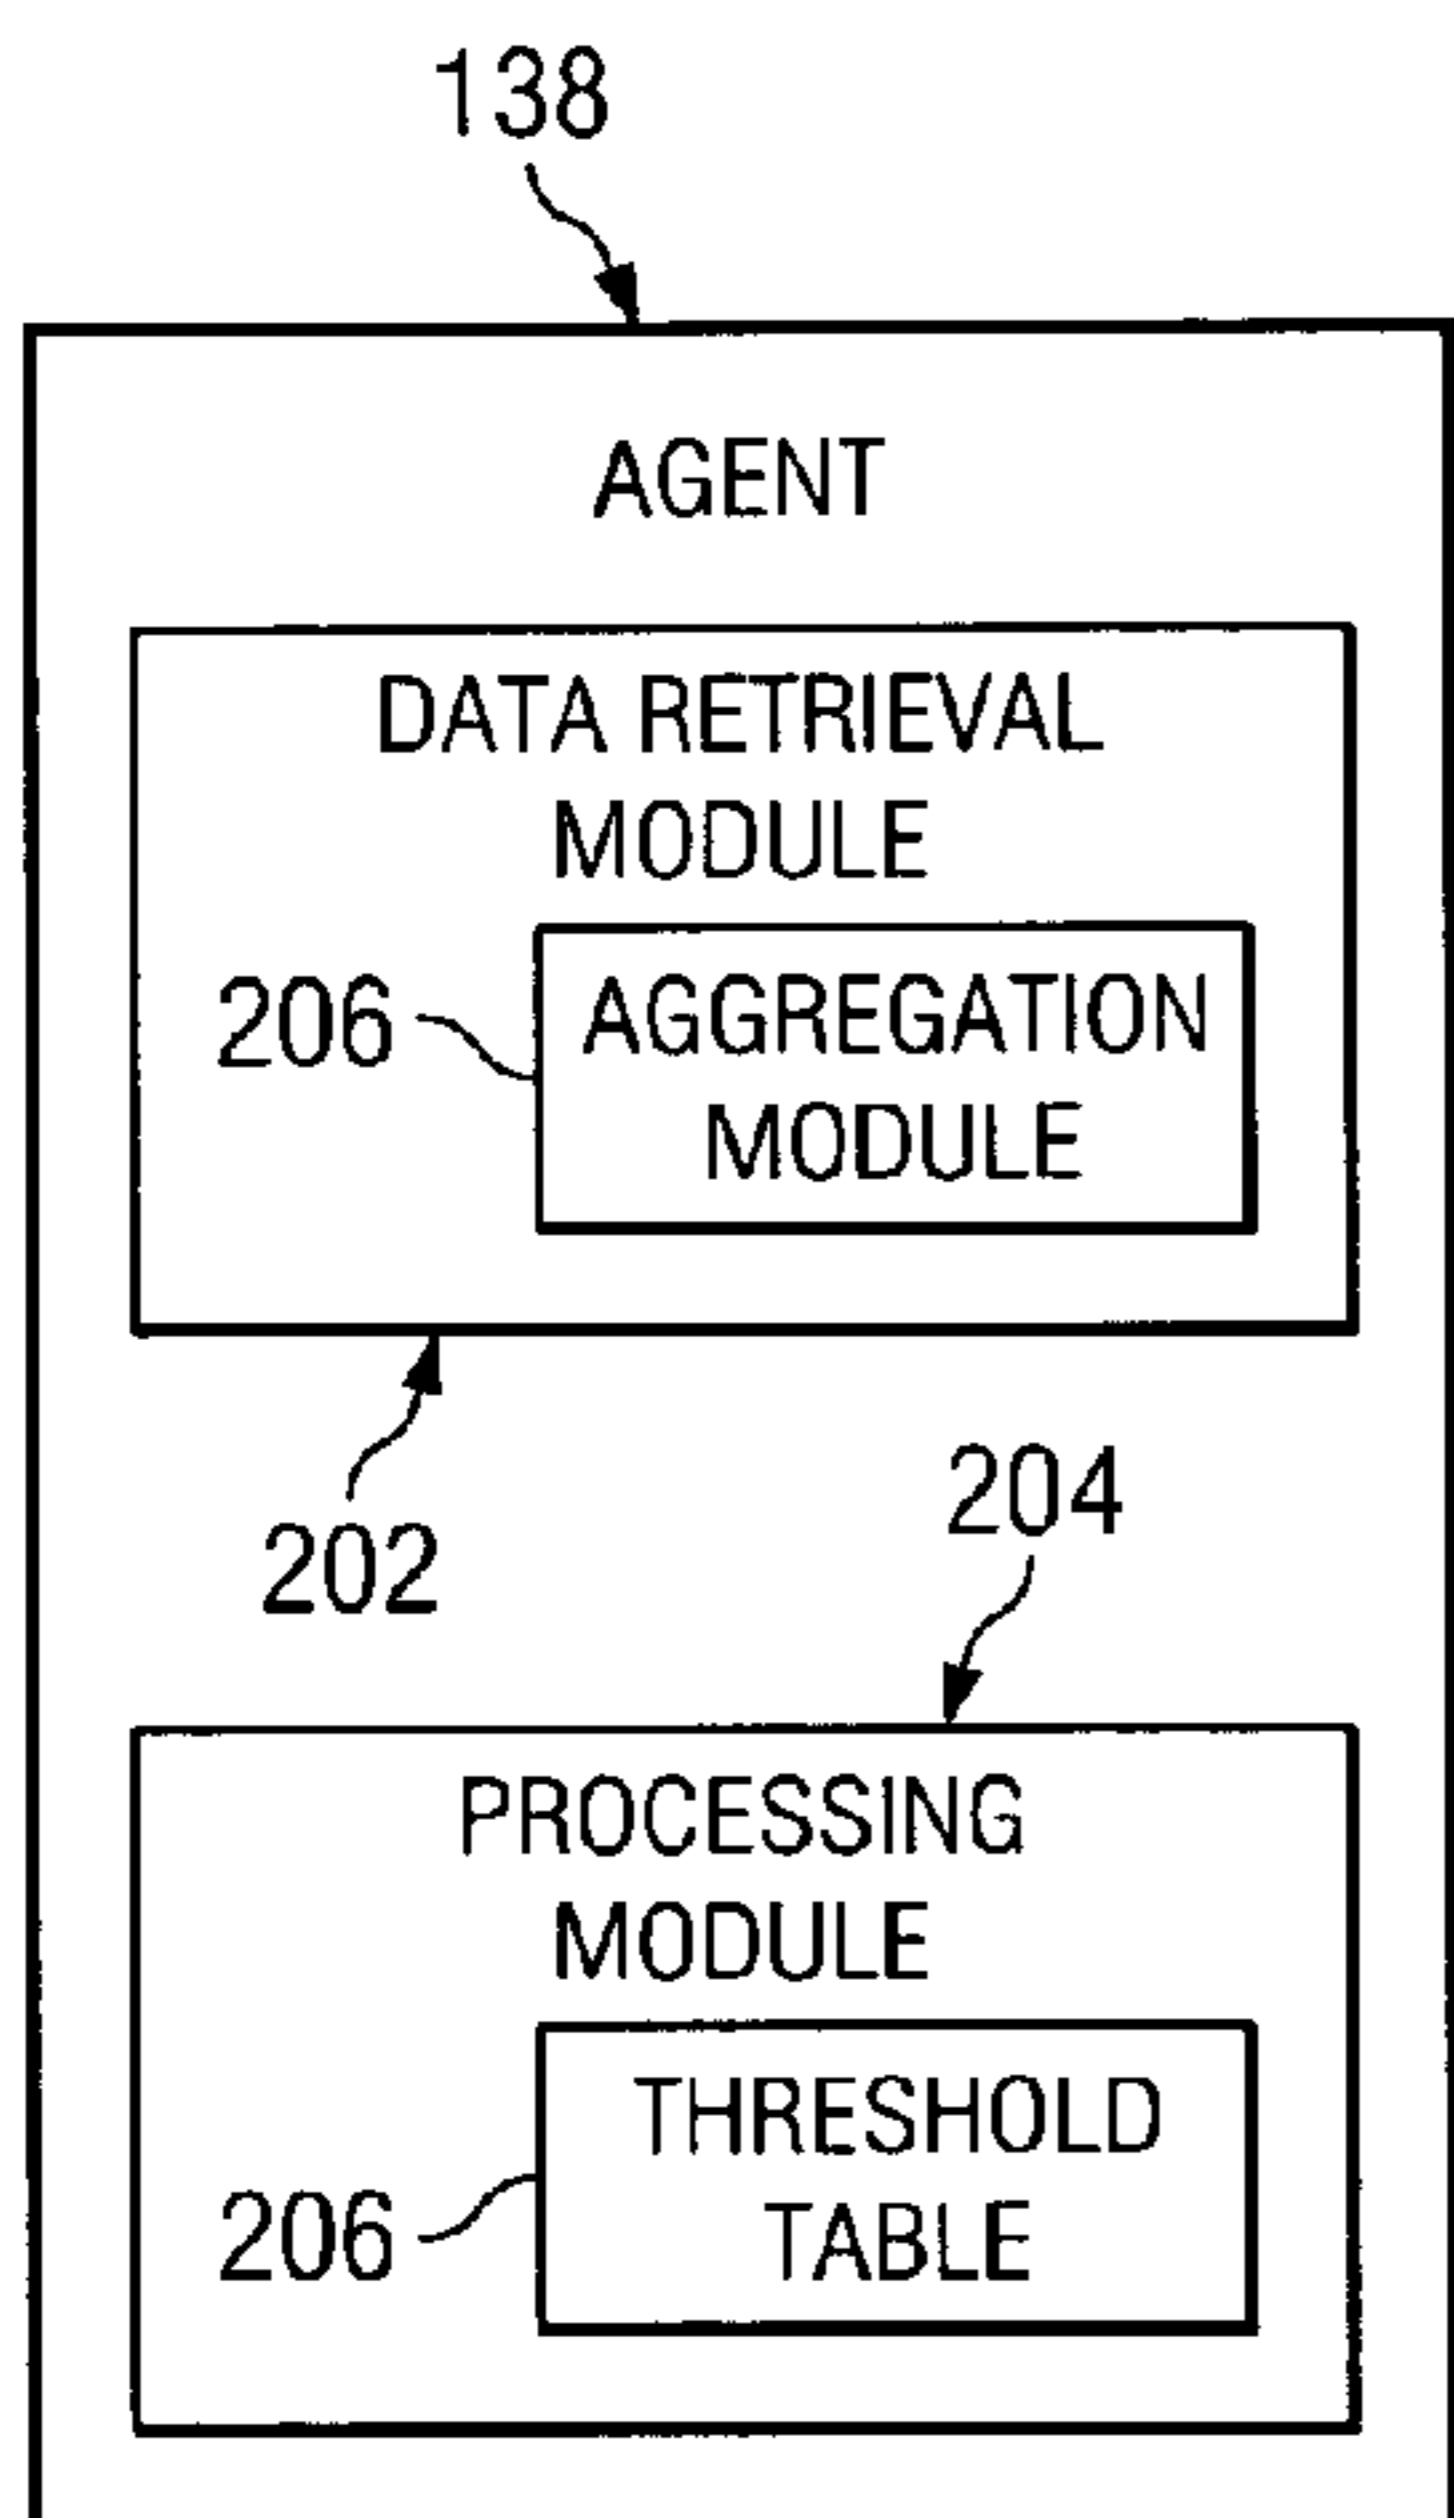 138
AGENT
DATA RETRIEVAL
MODULE
206
AGGREGATION
MODULE
202
204
PROCESSING
MODULE
THRESHOLD
206
TABLE